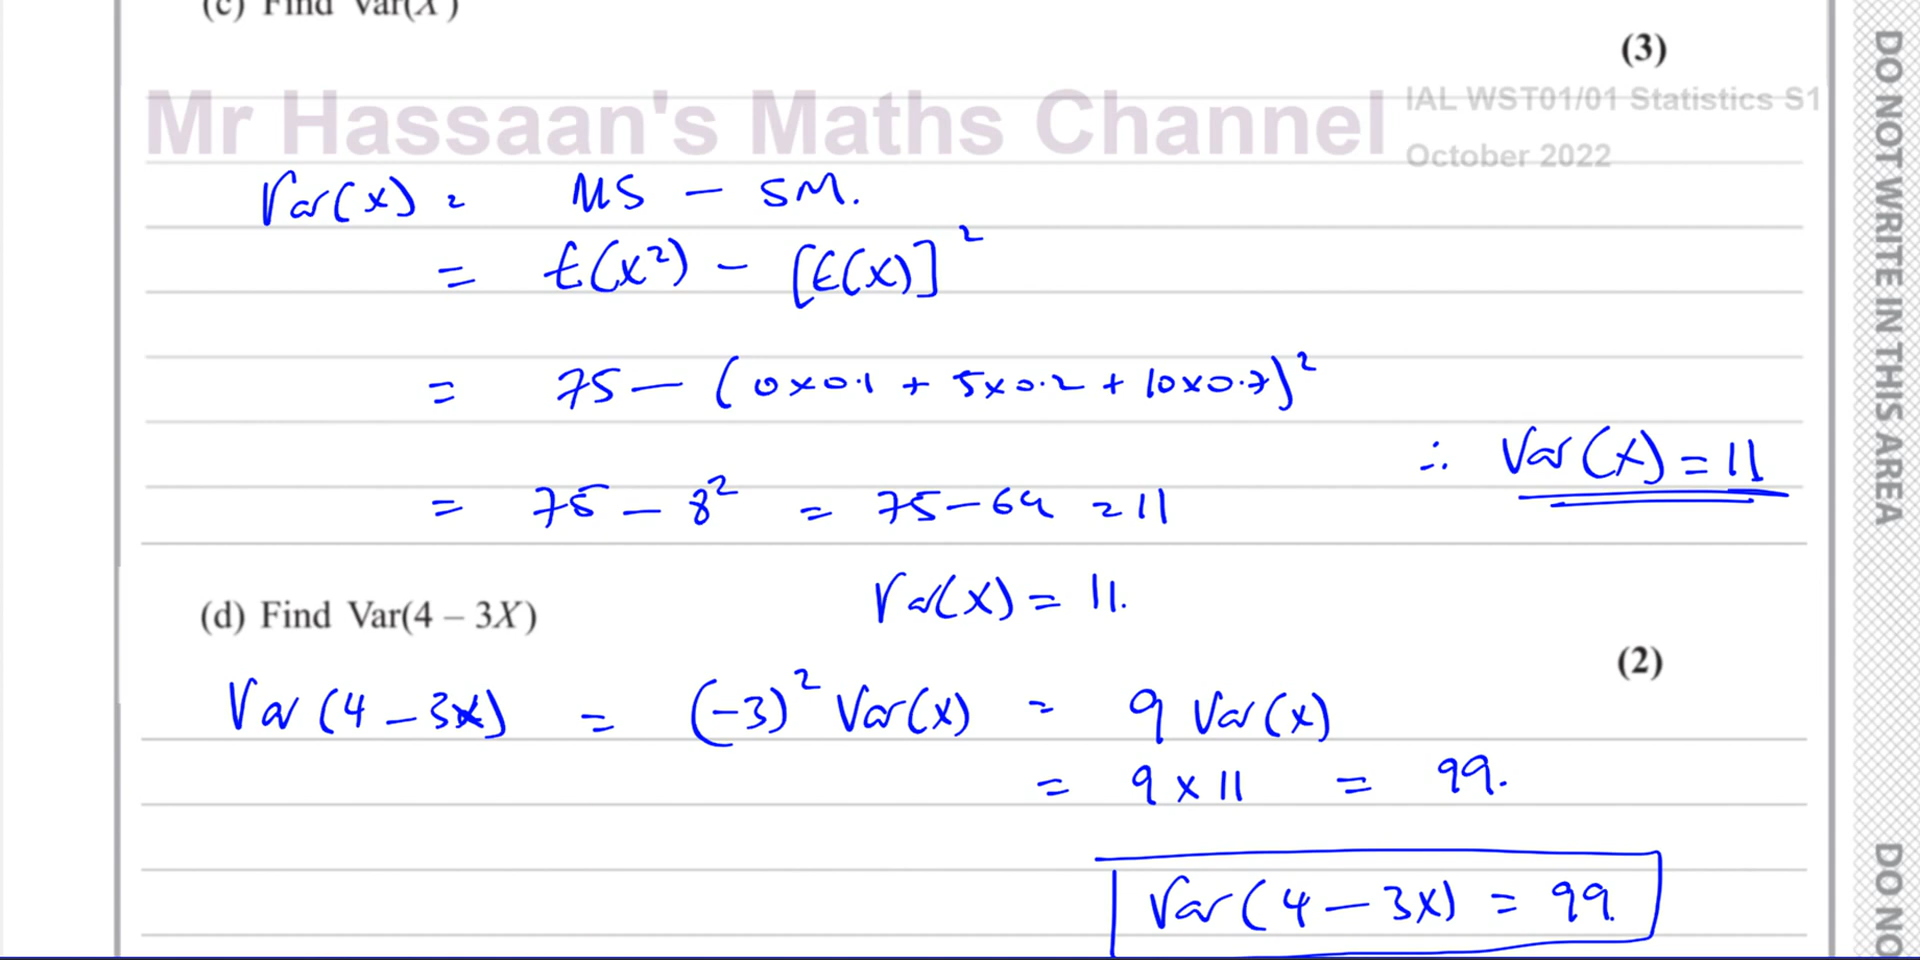 (c) Find Var(X)
(3)
Mr Hassaan's Maths Channel
IAL WST01/01 Statistics S1
October 2022
Var(x) = MS - SM.
= E(x²) - [E(x)]²
= 75 - (0×0.1 + 5×0.2 + 10×0.7)²
∴ Var(X) = 11
= 75 - 8² = 75-64 = 11
Var(X) = 11.
(d) Find Var(4 – 3X)
(2)
Var(4-3x) = (-3)² Var(x) = 9 Var(x)
= 9 × 11 = 99.
Var(4-3x) = 99.
DO NOT WRITE IN THIS AREA
DO NO